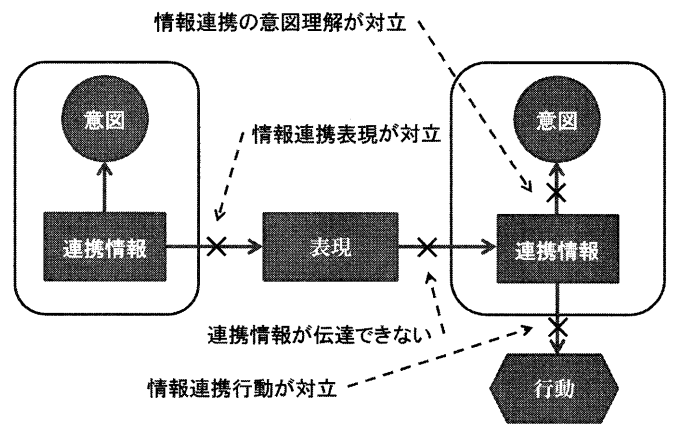 情報連携の意図理解が対立
意図
意図
情報連携表現が対立
連携情報
表現
連携情報
連携情報が伝達できない
情報連携行動が対立
行動